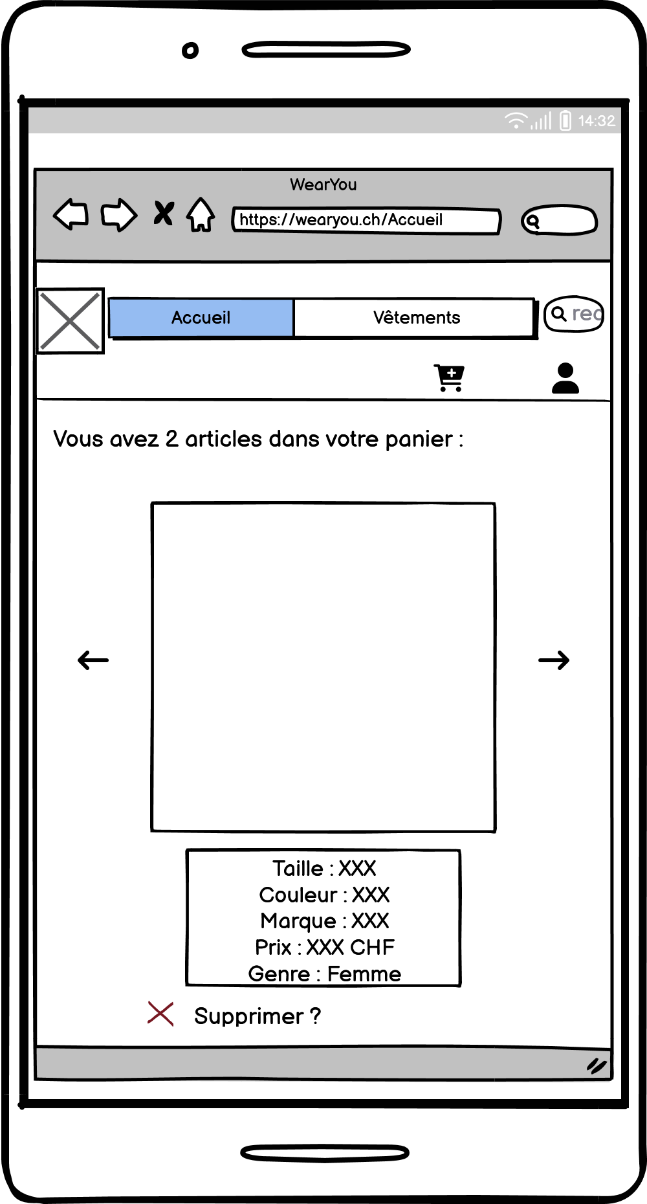 14:32
WearYou
https://wearyou.ch/Accueil
Accueil
Vêtements
rec
Vous avez 2 articles dans votre panier :
Taille : XXX
Couleur : XXX
Marque : XXX
Prix : XXX CHF
Genre : Femme
Supprimer ?